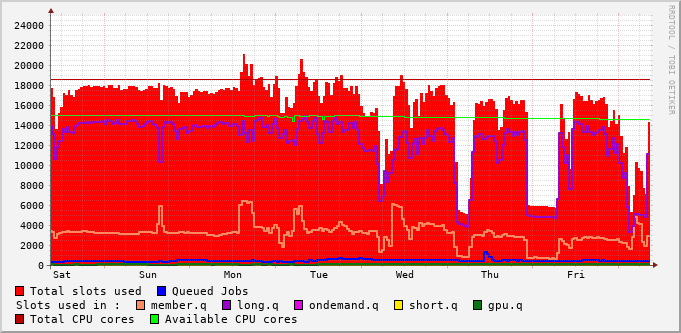 24000
22000
20000
18000
16000
14000
12000
10000
8000
6000
4000
2000
0
Sat Sun Mon Tue Wed Thu Fri
RRDTOOL / TOBI OETIKER
Total slots used Queued Jobs
Slots used in : member.q long.q ondemand.q short.q gpu.q
Total CPU cores Available CPU cores